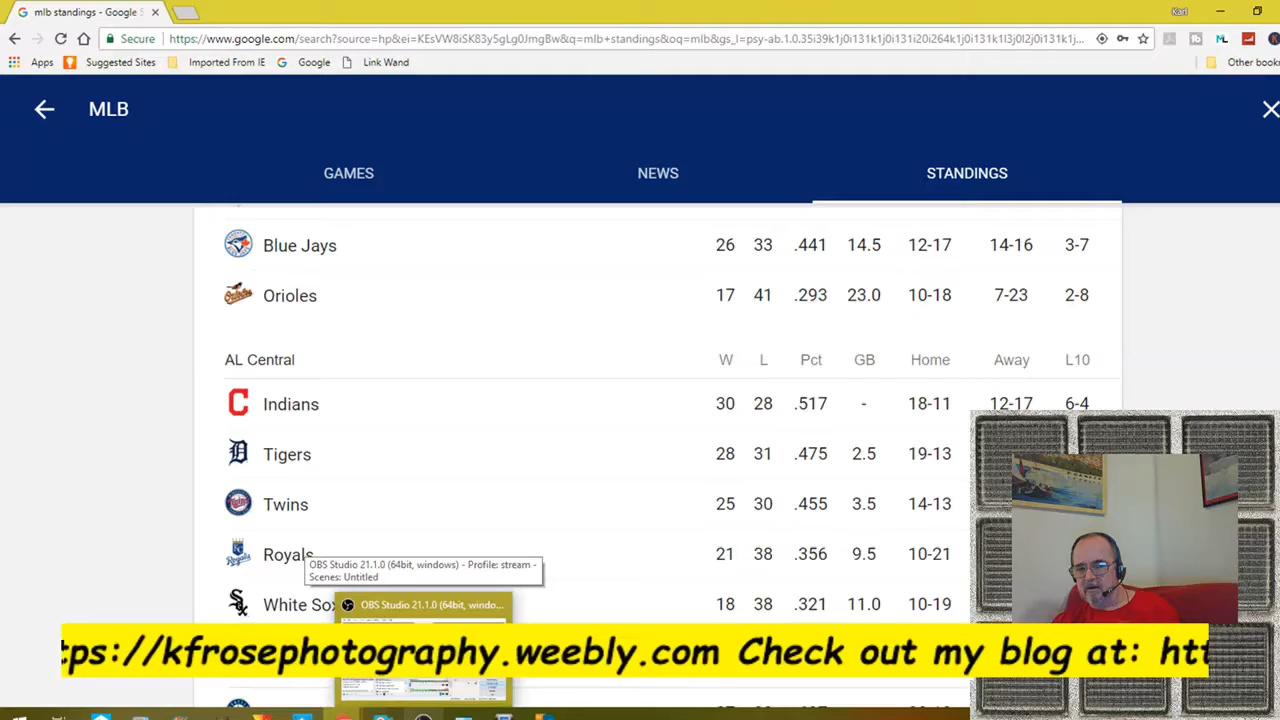 mlb standings - Google S
Karl
Secure https://www.google.com/search?source=hp&ei=KEsVW8iSK83y5gLg0JmgBw&q=mlb+standings&oq=mlb&gs_l=psy-ab.1.0.35i39k1j0i131k1j0i131i20i264k1j0i131k1l3j0l2j0i131k1j...
Apps Suggested Sites Imported From IE Google Link Wand Other book
MLB
GAMES NEWS STANDINGS
Blue Jays 26 33 .441 14.5 12-17 14-16 3-7
Orioles 17 41 .293 23.0 10-18 7-23 2-8
AL Central W L Pct GB Home Away L10
Indians 30 28 .517 - 18-11 12-17 6-4
Tigers 28 31 .475 2.5 19-13
Twins 25 30 .455 3.5 14-13
Royals 21 38 .356 9.5 10-21
OBS Studio 21.1.0 (64bit, windows) - Profile: stream -
Scenes: Untitled
White Sox 18 38 .321 11.0 10-19
OBS Studio 21.1.0 (64bit, windo...
tps://kfrosephotography. eebly.com Check out my blog at: htt